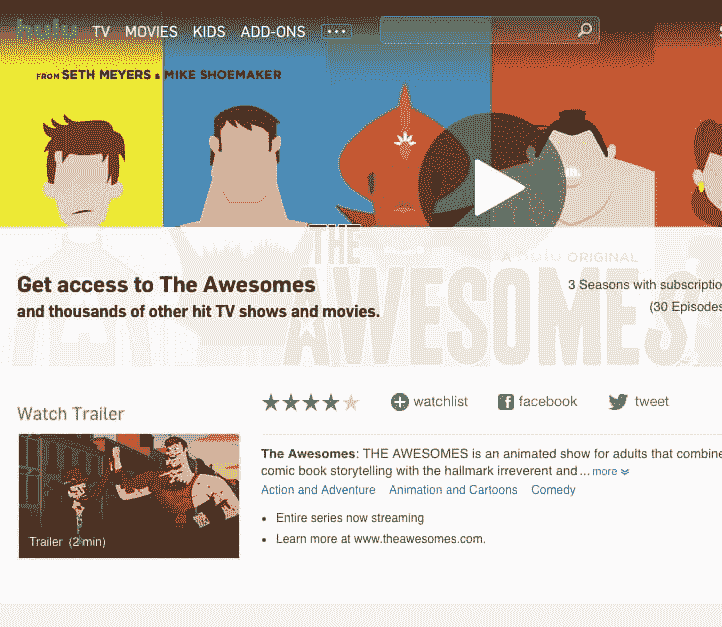 hulu TV MOVIES KIDS ADD-ONS
FROM SETH MEYERS & MIKE SHOEMAKER
THE
A hulu ORIGINAL
AWESOMES
Get access to The Awesomes
3 Seasons with subscriptio
and thousands of other hit TV shows and movies.
(30 Episodes
watchlist facebook tweet
Watch Trailer
The Awesomes: THE AWESOMES is an animated show for adults that combine
comic book storytelling with the hallmark irreverent and ... more
Action and Adventure Animation and Cartoons Comedy
Entire series now streaming
Trailer (2 min)
Learn more at www.theawesomes.com.